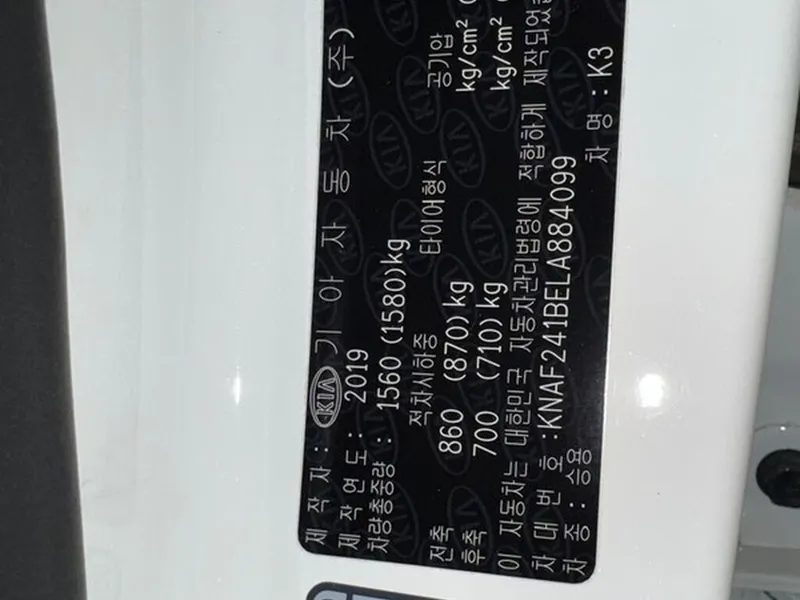 제 작 자 : KIA 기 아 자 동 차 (주)
제 작 연 도 : 2019
차량총중량 : 1560 (1580)kg
적차시하중 타이어형식 공기압
전축 860 (870)kg kg/cm²
후축 700 (710)kg kg/cm²
이 자동차는 대한민국 자동차관리법령에 적합하게 제작되었
차 대 번 호 :KNAF241BELA884099
차 종 : 차 명 : K3